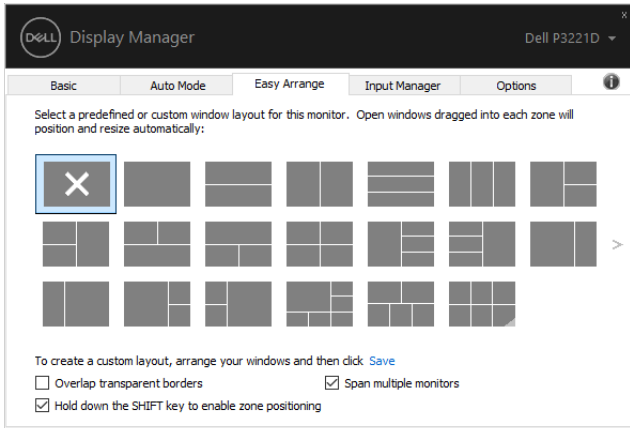 x
DELL Display Manager Dell P3221D
Basic Auto Mode Easy Arrange Input Manager Options i
Select a predefined or custom window layout for this monitor. Open windows dragged into each zone will
position and resize automatically:
>
To create a custom layout, arrange your windows and then click Save
Overlap transparent borders Span multiple monitors
Hold down the SHIFT key to enable zone positioning